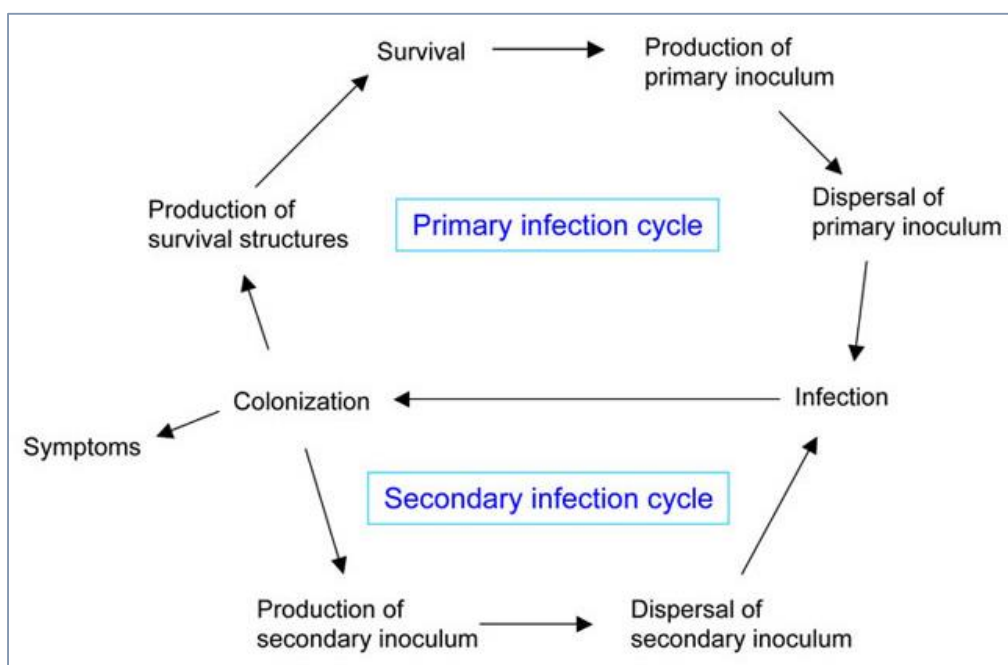 Survival
Production of
primary inoculum
Dispersal of
primary inoculum
Production of
survival structures
Primary infection cycle
Infection
Colonization
Symptoms
Secondary infection cycle
Production of
secondary inoculum
Dispersal of
secondary inoculum